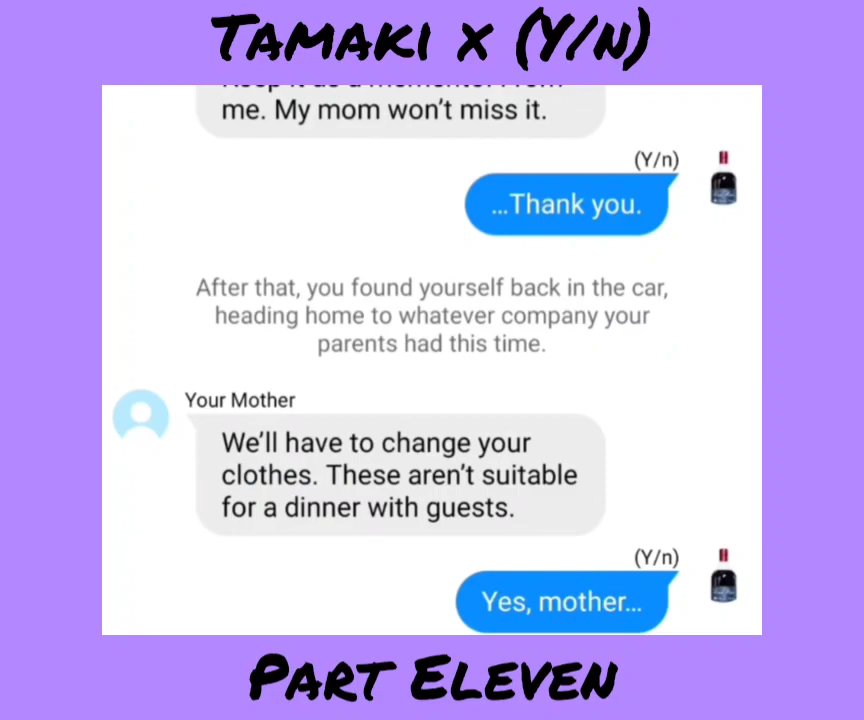 Tamaki x (Y/n)
me. My mom won't miss it.
(Y/n)
...Thank you.
After that, you found yourself back in the car,
heading home to whatever company your
parents had this time.
Your Mother
We'll have to change your
clothes. These aren't suitable
for a dinner with guests.
(Y/n)
Yes, mother...
Part Eleven